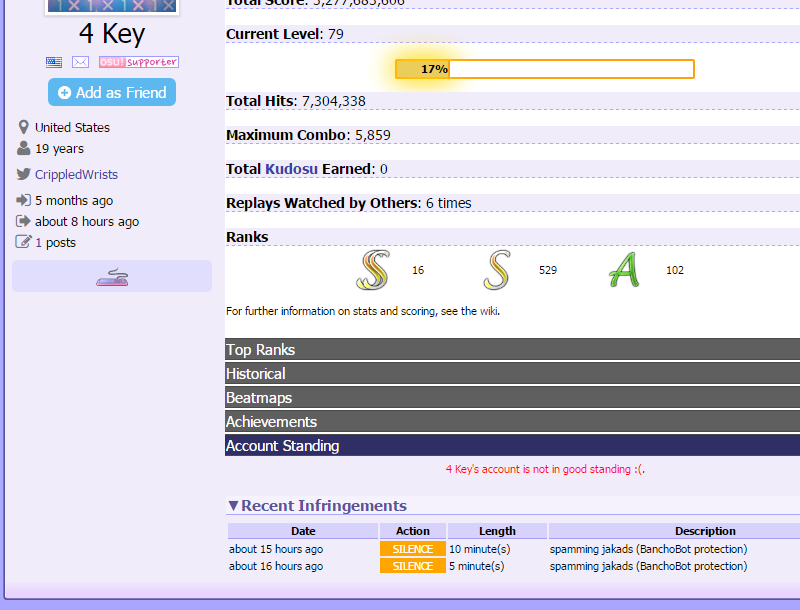 4 Key
osu!supporter
Add as Friend
United States
19 years
CrippledWrists
5 months ago
about 8 hours ago
1 posts
Total Score: 5,277,683,606
Current Level: 79
17%
Total Hits: 7,304,338
Maximum Combo: 5,859
Total Kudosu Earned: 0
Replays Watched by Others: 6 times
Ranks
S 16 S 529 A 102
For further information on stats and scoring, see the wiki.
Top Ranks
Historical
Beatmaps
Achievements
Account Standing
4 Key's account is not in good standing :(.
▼Recent Infringements
Date Action Length Description
about 15 hours ago SILENCE 10 minute(s) spamming jakads (BanchoBot protection)
about 16 hours ago SILENCE 5 minute(s) spamming jakads (BanchoBot protection)